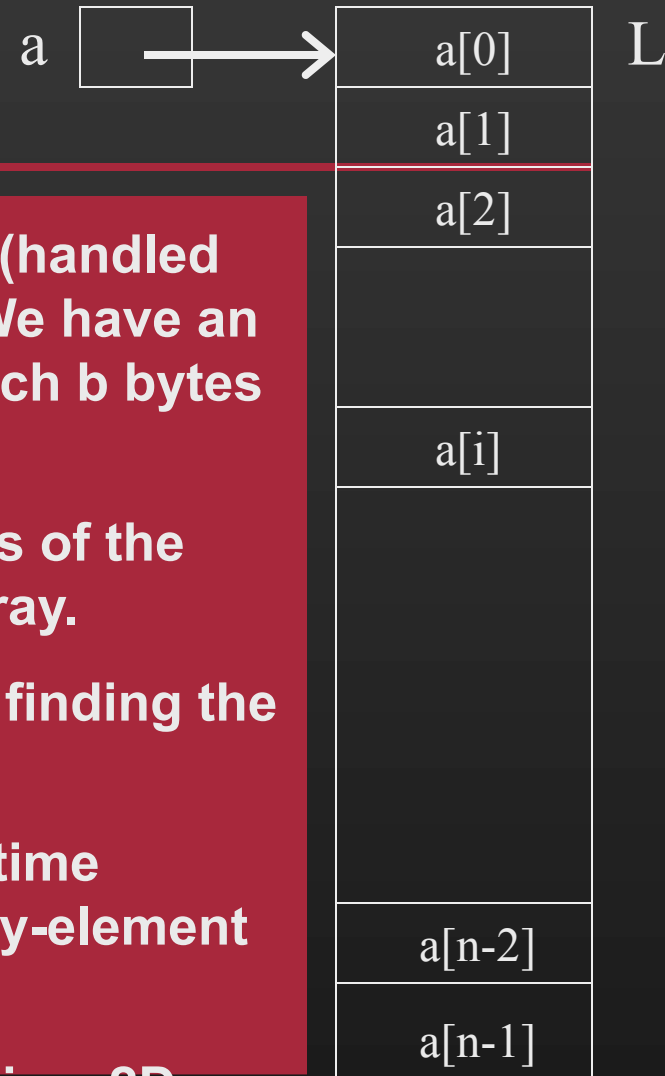 a
a[0]
L
a[1]
a[2]
(handled
We have an
ch b bytes
a[i]
s of the
ray.
finding the
time
y-element
a[n-2]
a[n-1]